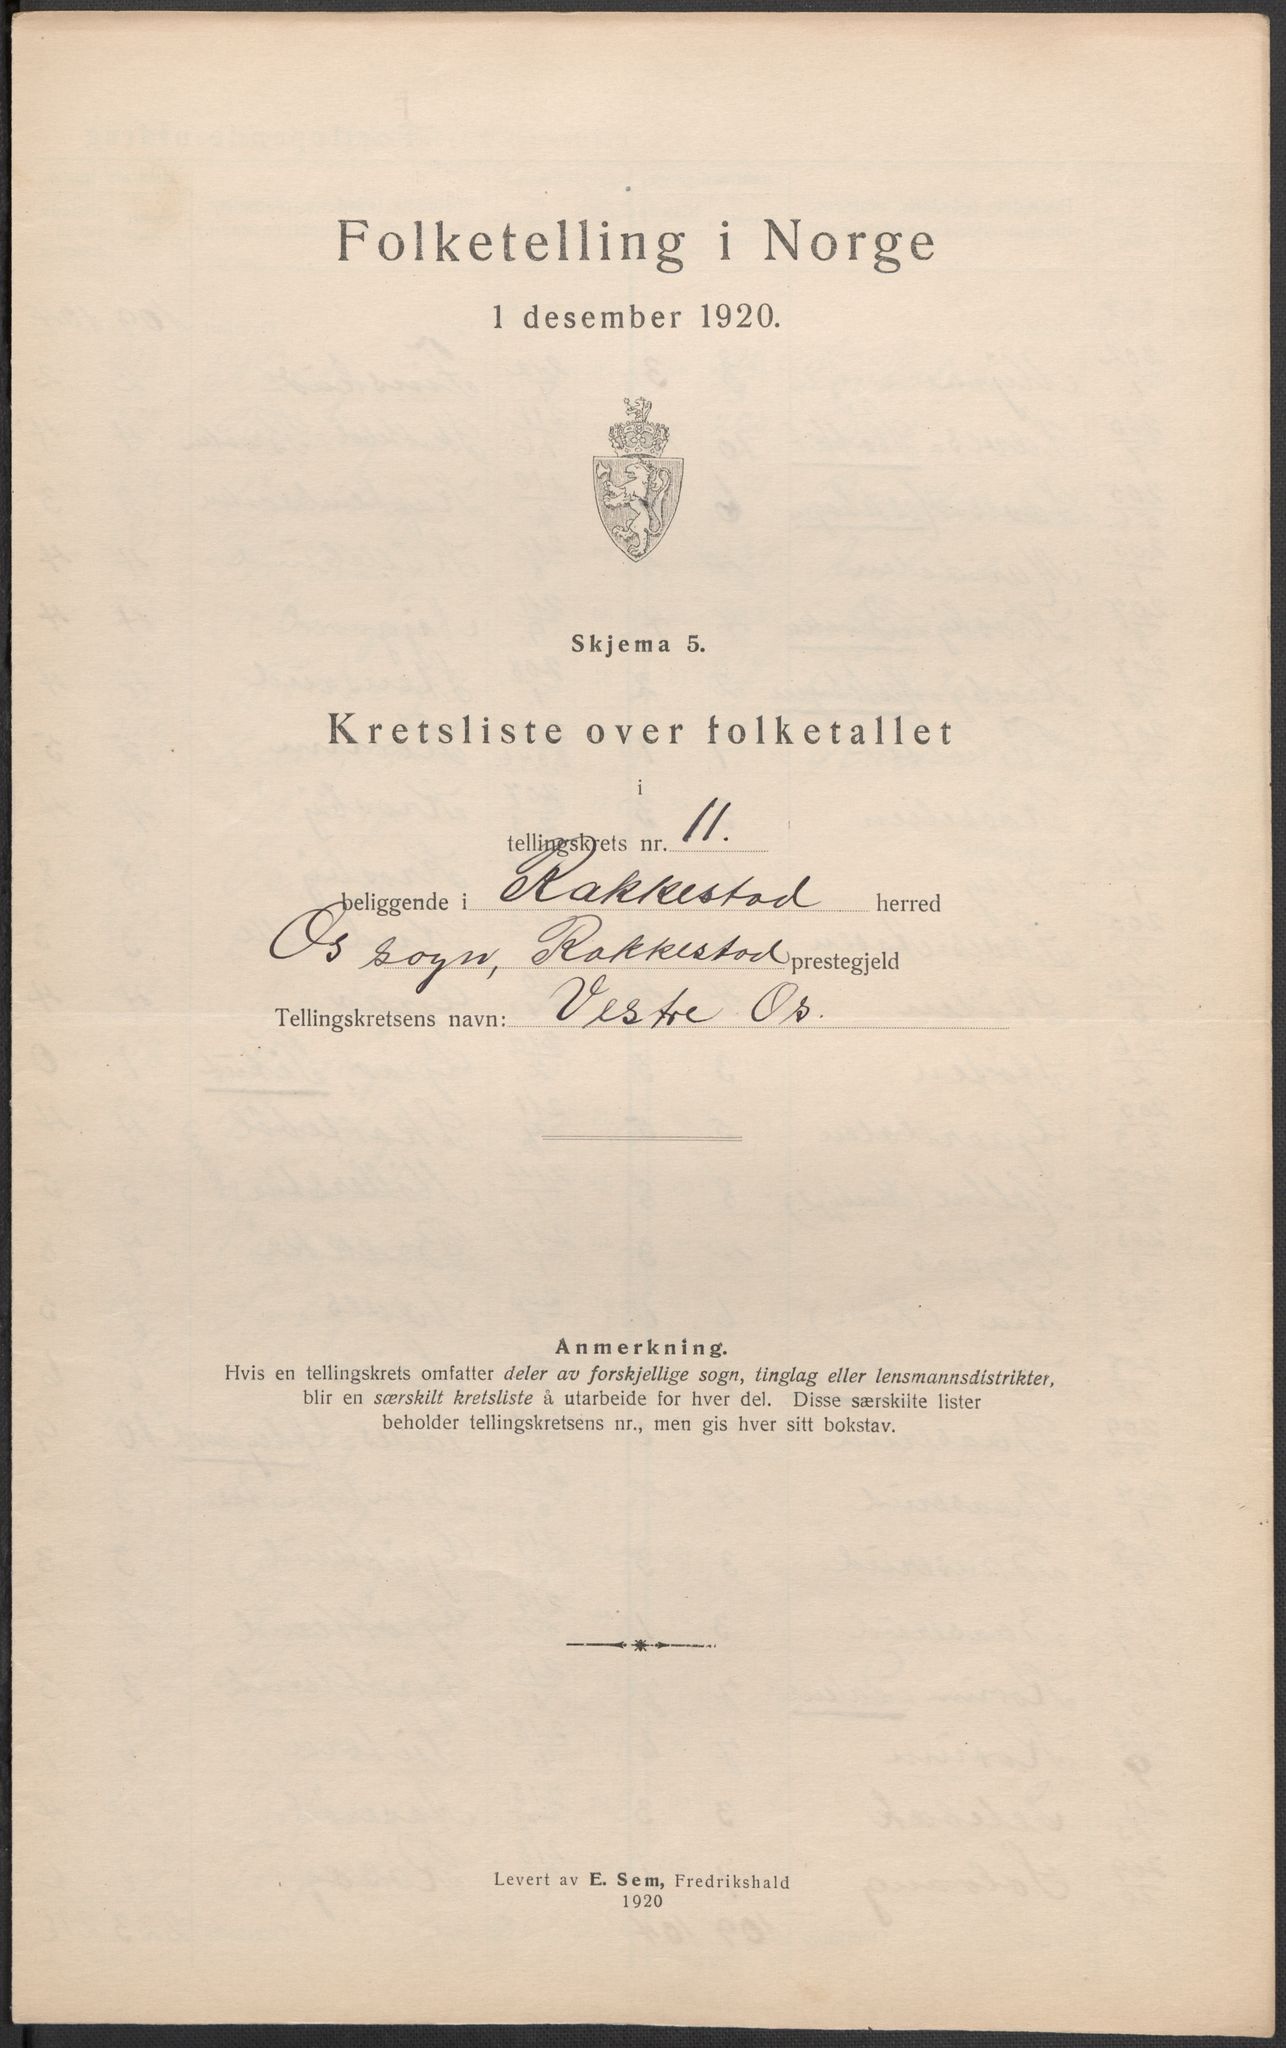 Folketelling i Norge
1 desember 1920.
Skjema 5.
Kretsliste over folketallet
i
tellingskrets nr. 11.
beliggende i Rakkestad herred
Os sogn, Rakkestad prestegjeld
Tellingskretsens navn: Vestre Os.
Anmerkning.
Hvis en tellingskrets omfatter deler av forskjellige sogn, tinglag eller lensmannsdistrikter,
blir en særskilt kretsliste å utarbeide for hver del. Disse særskilte lister
beholder tellingskretsens nr., men gis hver sitt bokstav.
Levert av E. Sem, Fredrikshald
1920